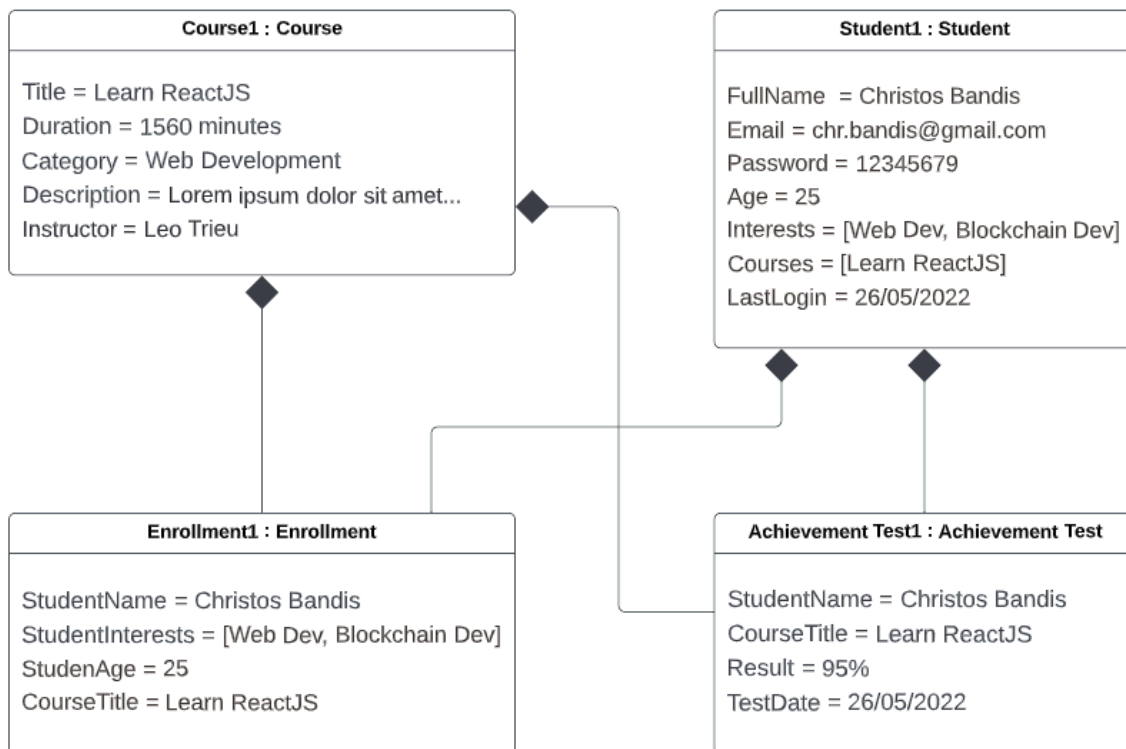 Course1 : Course
Title = Learn ReactJS
Duration = 1560 minutes
Category = Web Development
Description = Lorem ipsum dolor sit amet...
Instructor = Leo Trieu
Student1 : Student
FullName = Christos Bandis
Email = chr.bandis@gmail.com
Password = 12345679
Age = 25
Interests = [Web Dev, Blockchain Dev]
Courses = [Learn ReactJS]
LastLogin = 26/05/2022
Enrollment1 : Enrollment
StudentName = Christos Bandis
StudentInterests = [Web Dev, Blockchain Dev]
StudenAge = 25
CourseTitle = Learn ReactJS
Achievement Test1 : Achievement Test
StudentName = Christos Bandis
CourseTitle = Learn ReactJS
Result = 95%
TestDate = 26/05/2022